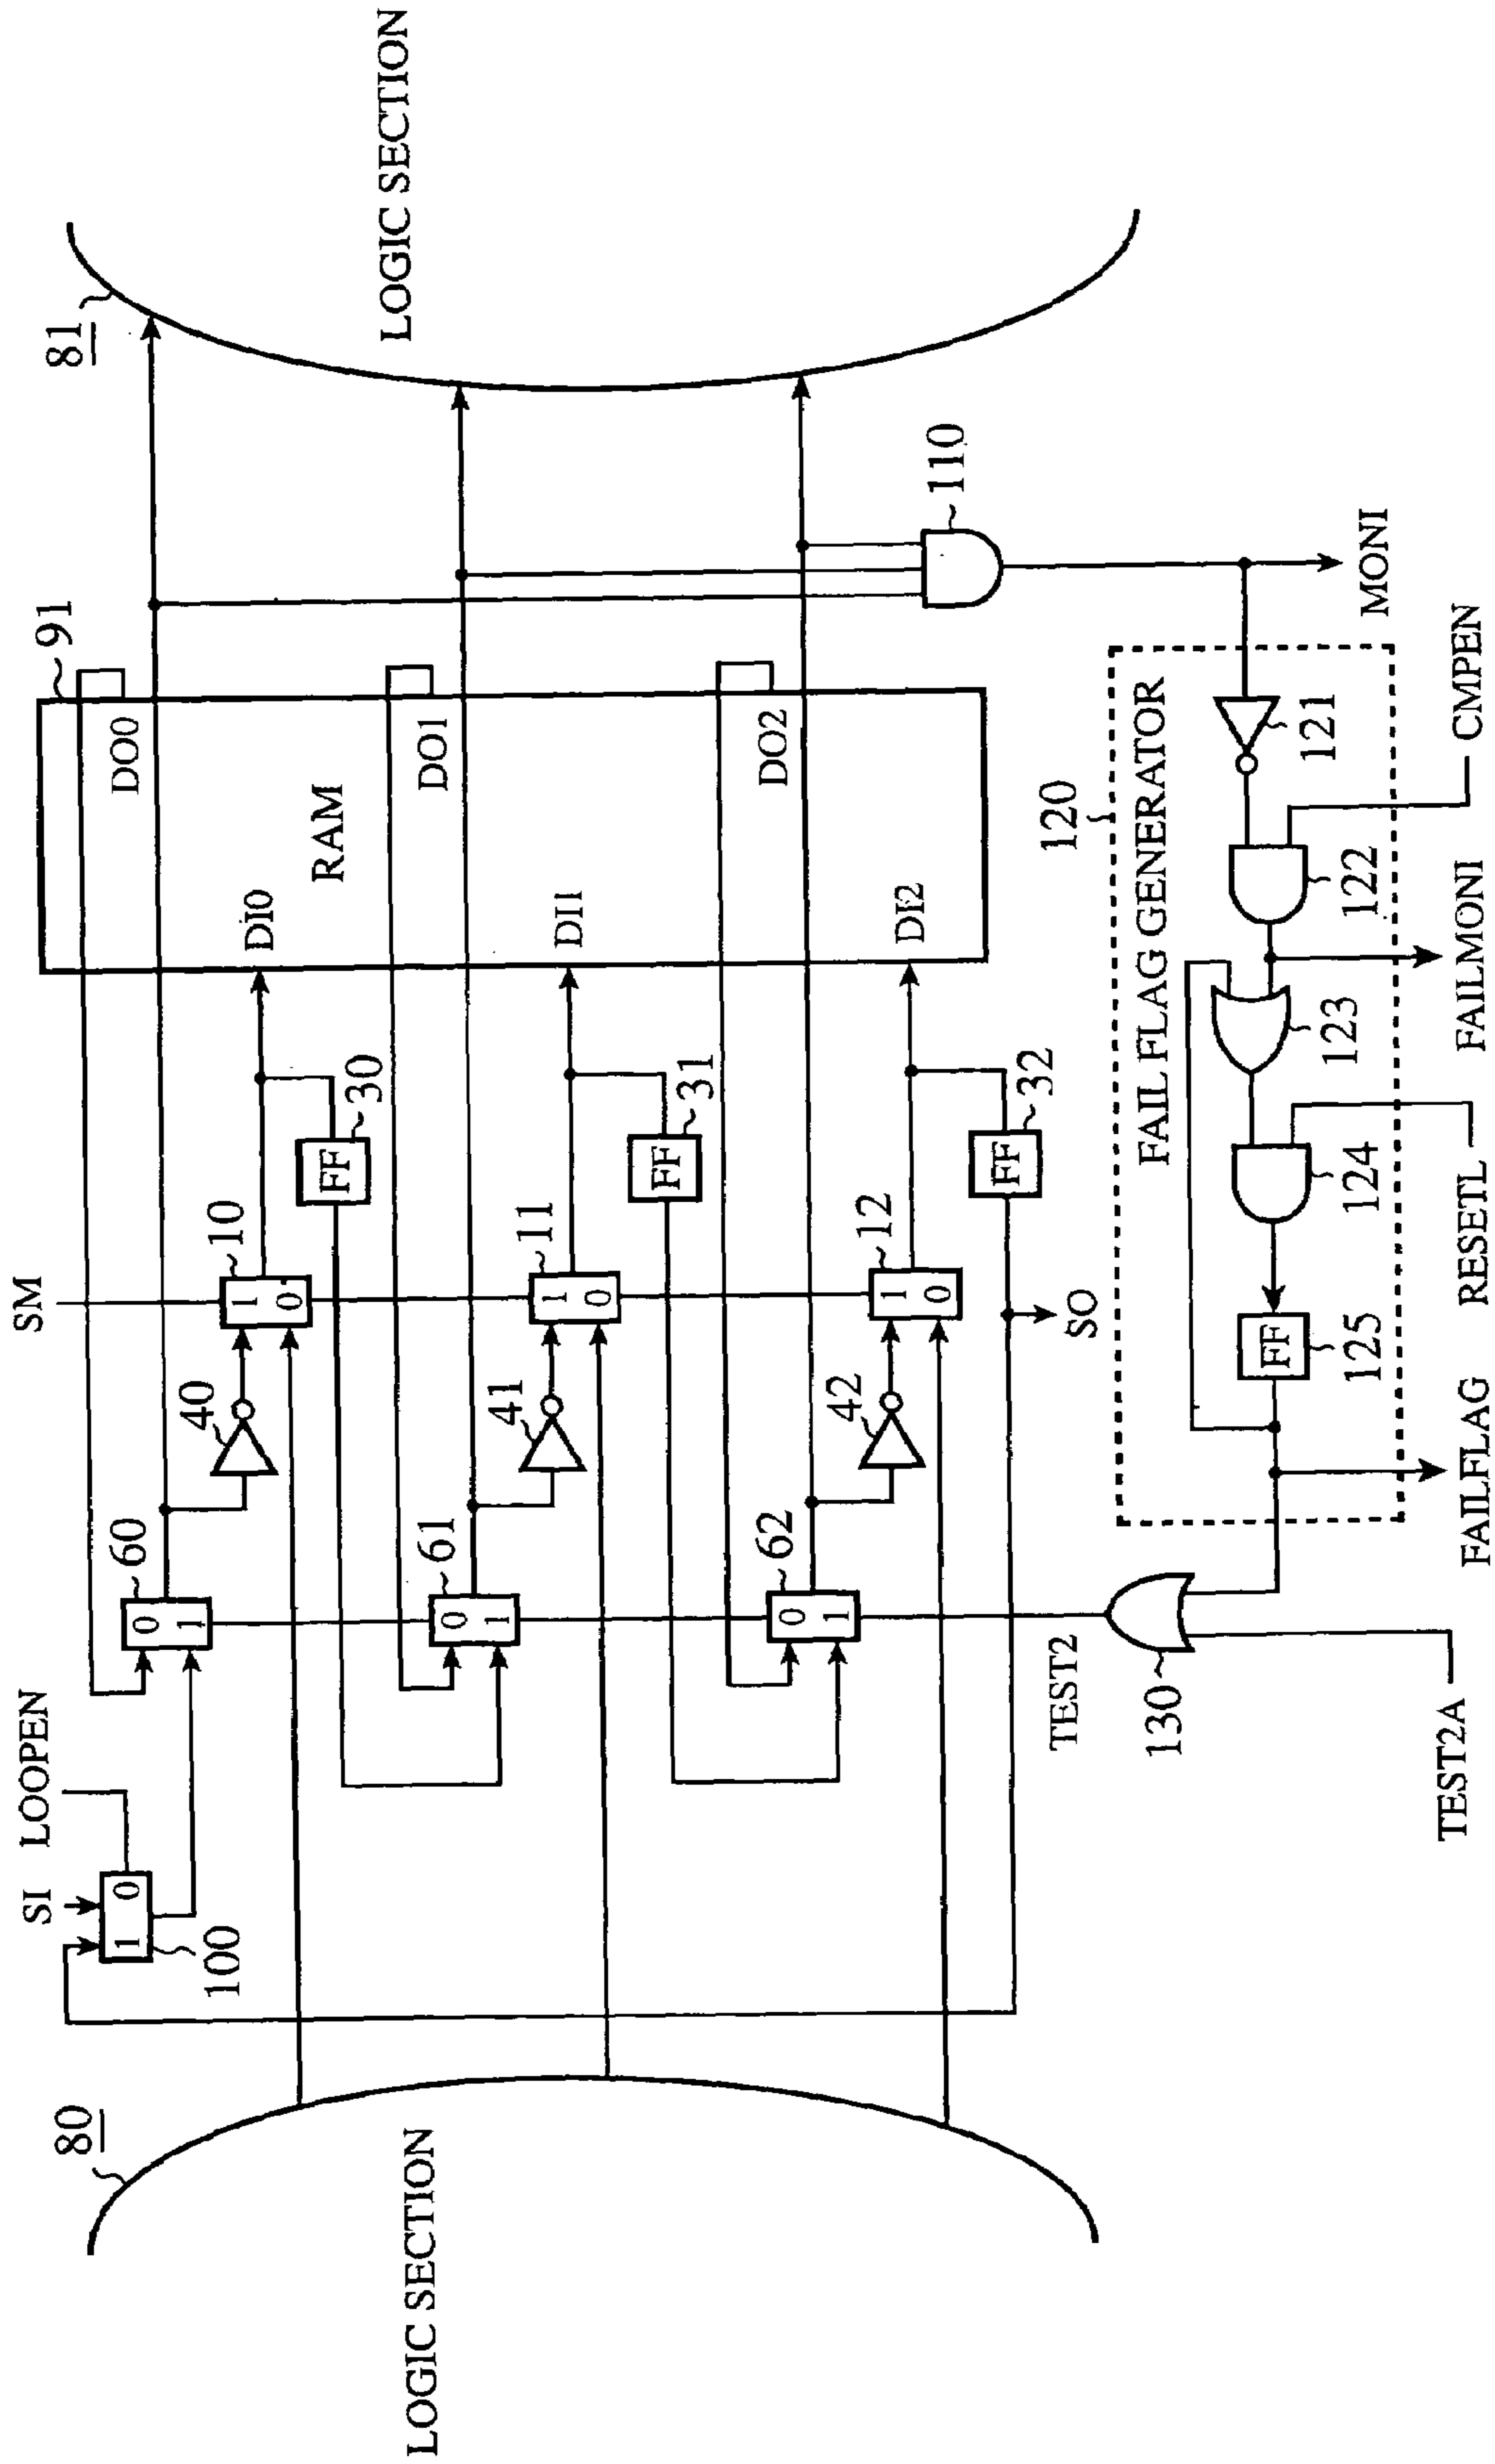 81
LOGIC SECTION
91
DO0
DO1
DO2
RAM
DI0
DI1
DI2
110
MONI
120
FAIL FLAG GENERATOR
121
CMPEN
122
FAILMONI
123
RESETL
124
FF
125
FAILFLAG
SM
10
1
0
FF
30
11
1
0
FF
31
12
1
0
FF
32
SO
40
41
42
60
0
1
61
0
1
62
0
1
TEST2
130
TEST2A
SI
LOOPEN
1
0
100
80
LOGIC SECTION